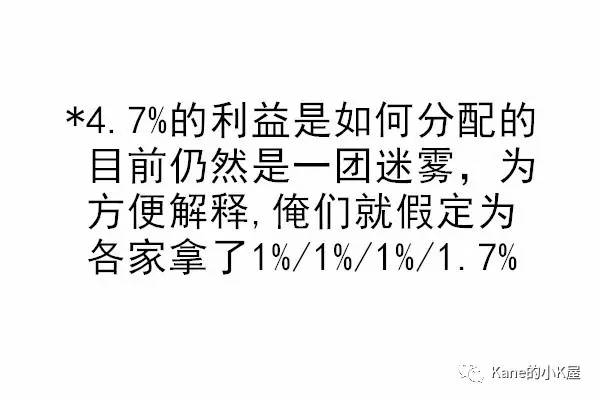 *4.7%的利益是如何分配的
目前仍然是一团迷雾，为
方便解释,俺们就假定为
各家拿了1%/1%/1%/1.7%
Kane的小K屋